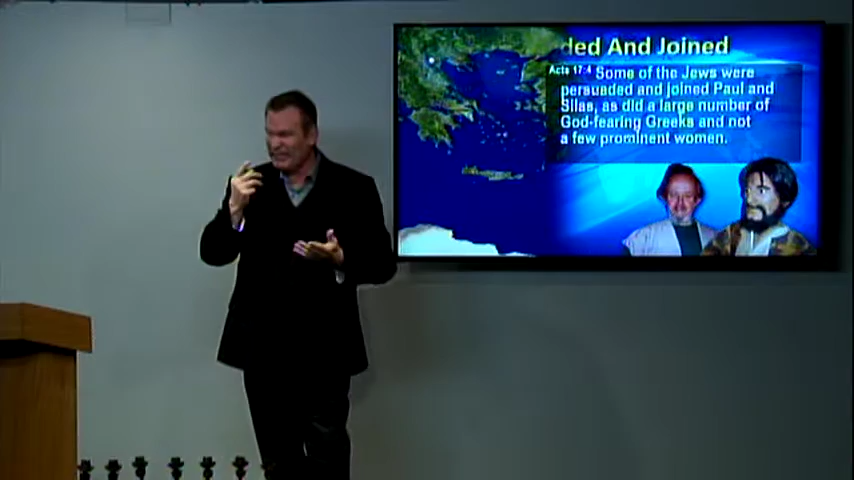 ded And Joined
Acts 17:4 Some of the Jews were
persuaded and joined Paul and
Silas, as did a large number of
God-fearing Greeks and not
a few prominent women.